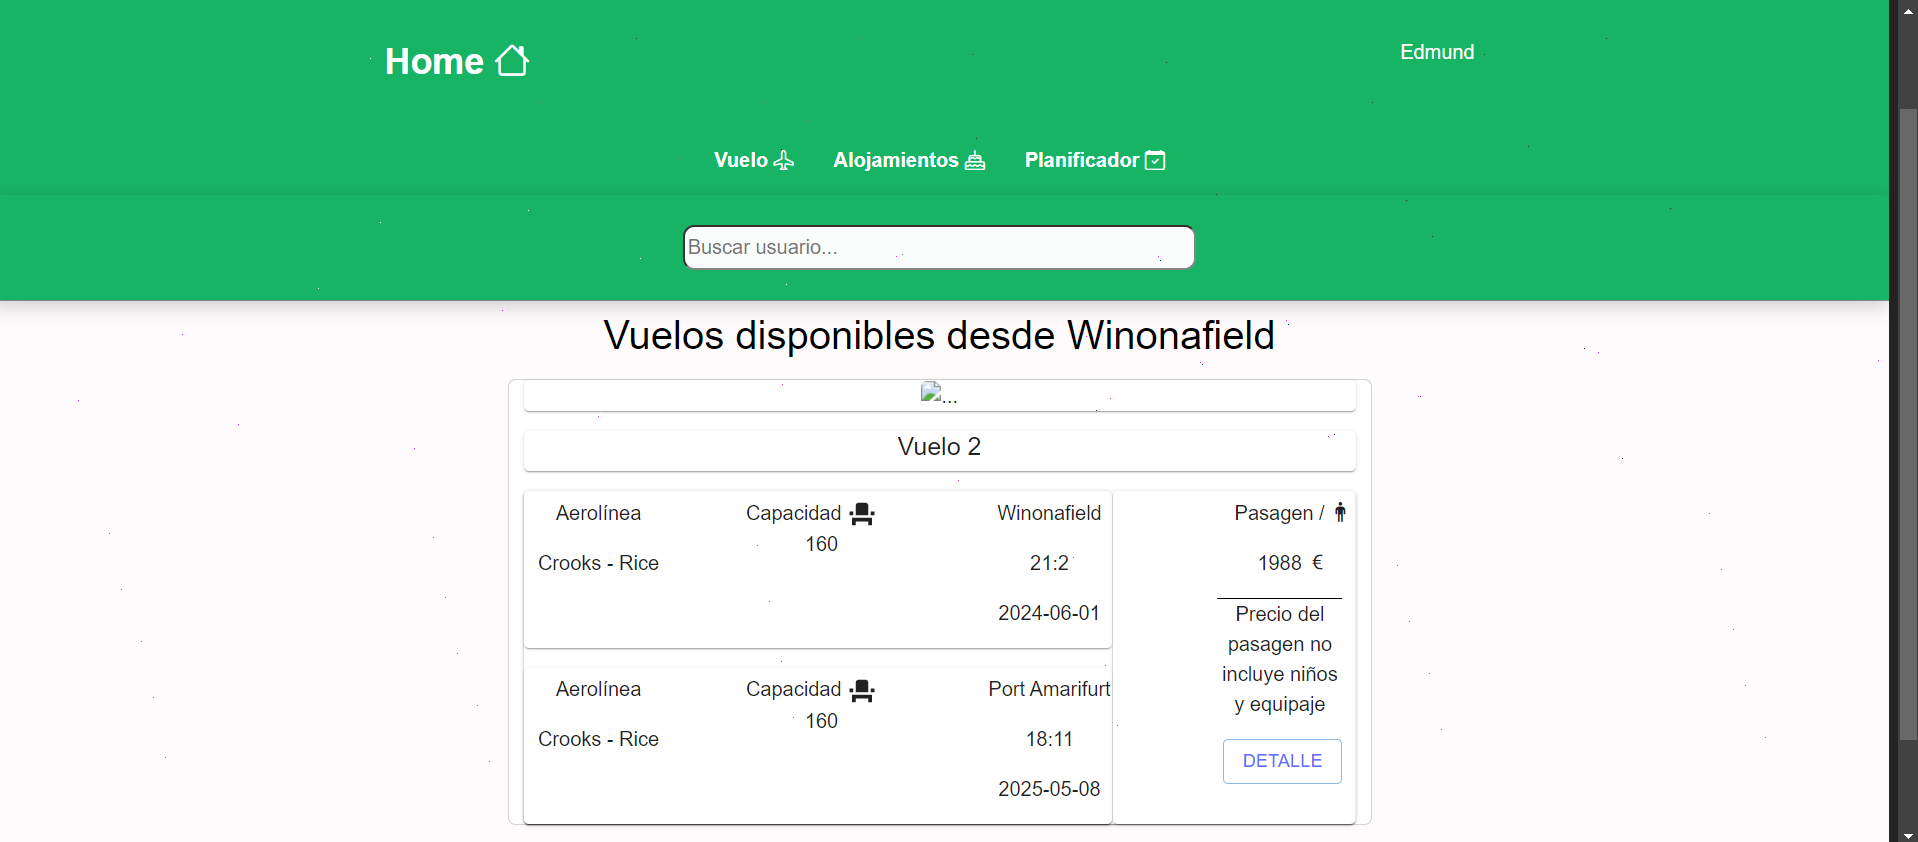 Home
Edmund
Vuelo
Alojamientos
Planificador
Buscar usuario...
Vuelos disponibles desde Winonafield
...
Vuelo 2
Aerolínea
Crooks - Rice
Capacidad
160
Winonafield
21:2
2024-06-01
Aerolínea
Crooks - Rice
Capacidad
160
Port Amarifurt
18:11
2025-05-08
Pasagen /
1988 €
Precio del
pasagen no
incluye niños
y equipaje
DETALLE